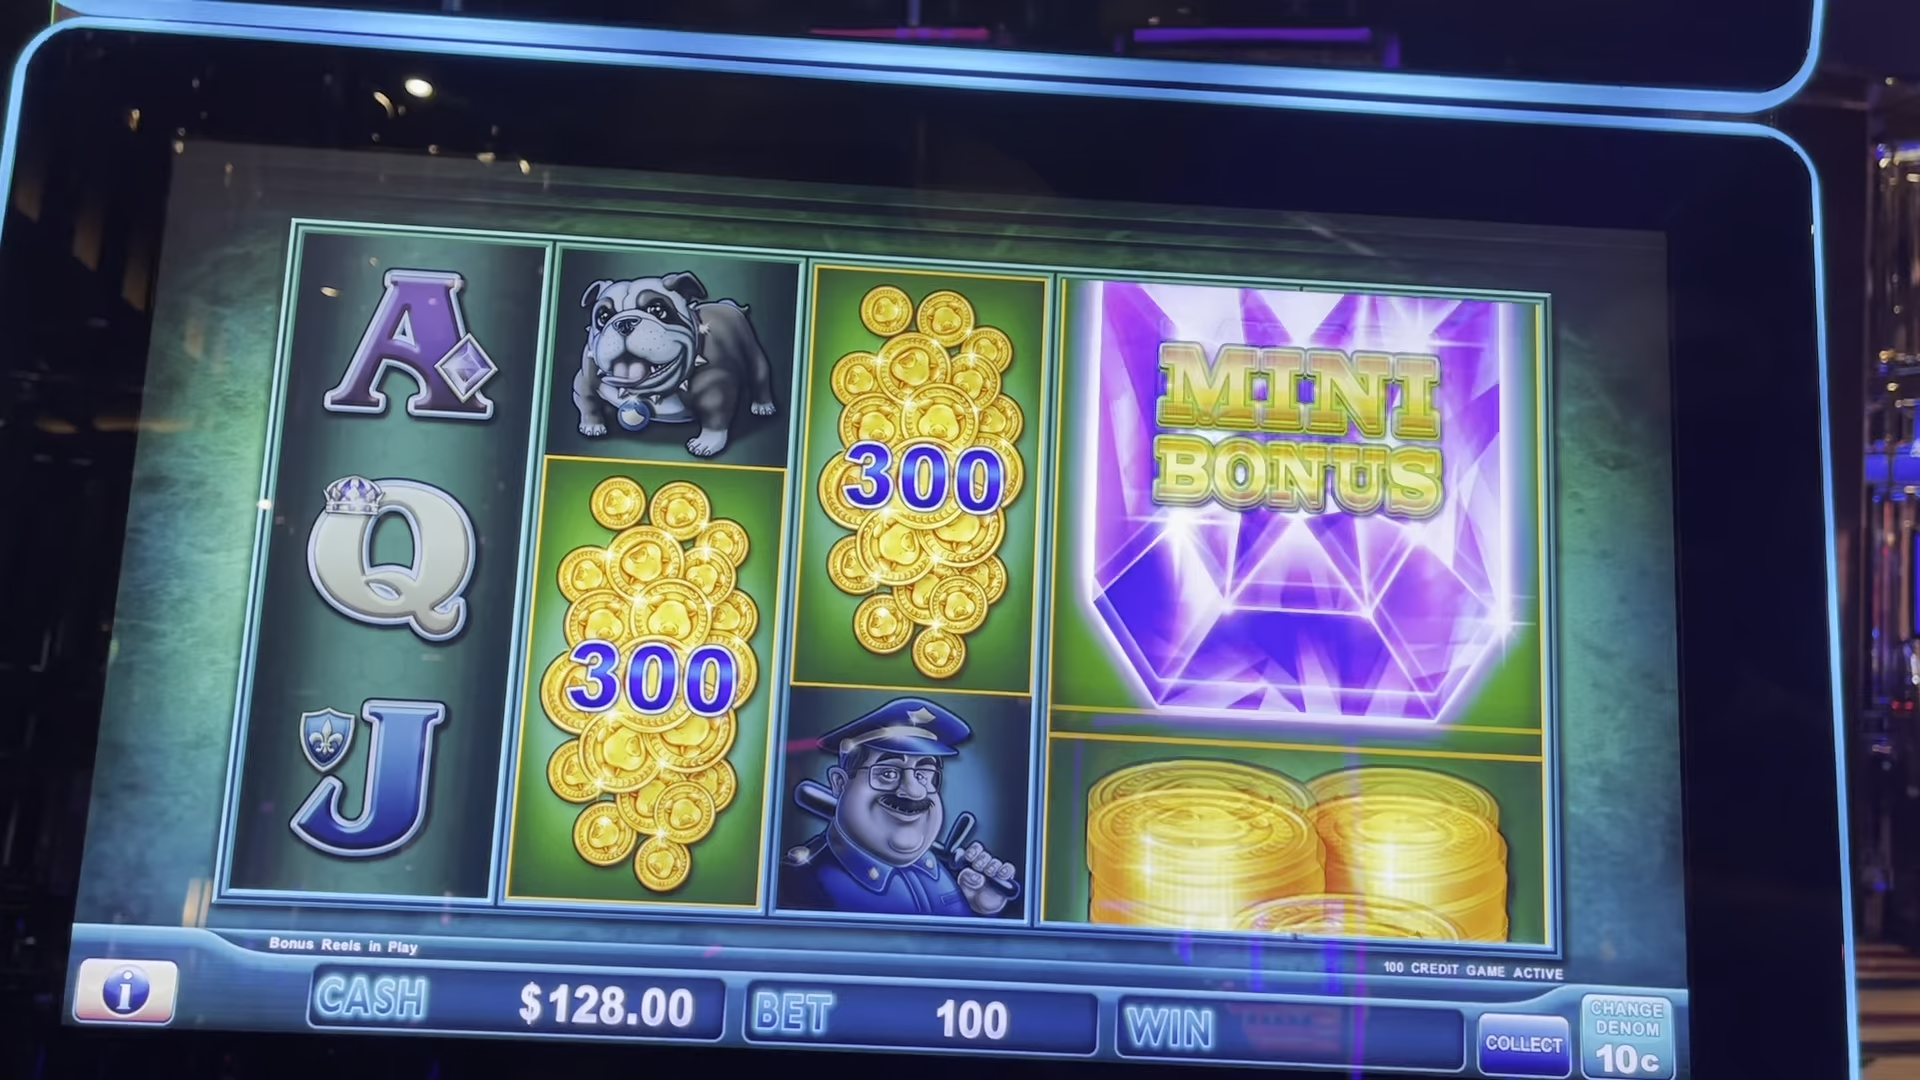 A
Q
J
300
300
MINI
BONUS
Bonus Reels in Play
100 CREDIT GAME ACTIVE
CASH $128.00
BET 100
WIN
COLLECT
CHANGE
DENOM
10¢
i